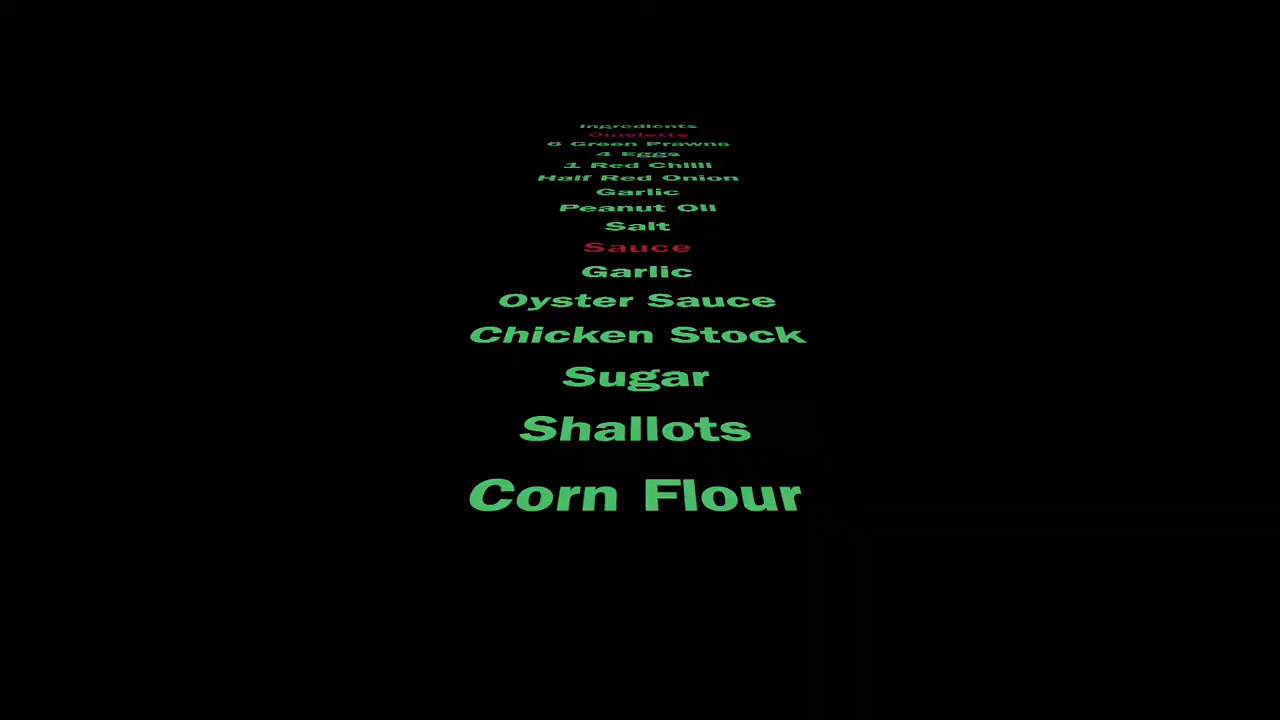 Ingredients
Omelette
6 Green Prawns
4 Eggs
1 Red Chilli
Half Red Onion
Garlic
Peanut Oil
Salt
Sauce
Garlic
Oyster Sauce
Chicken Stock
Sugar
Shallots
Corn Flour